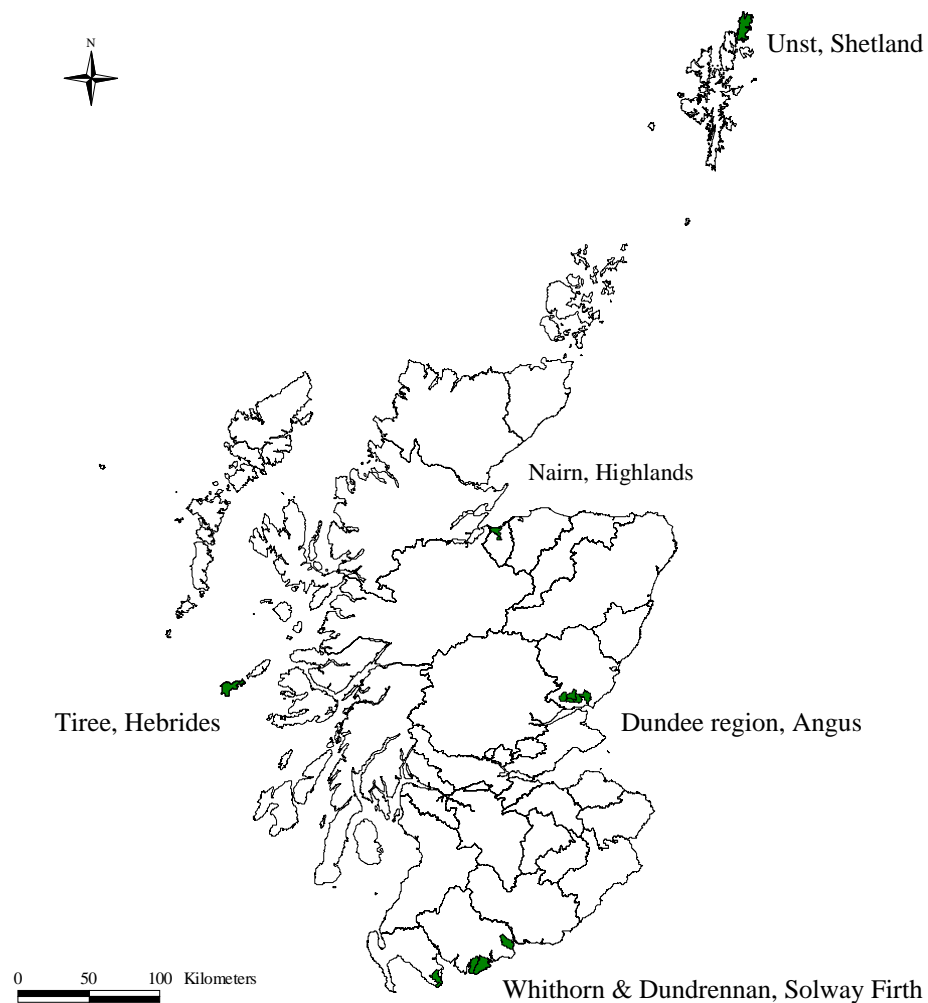 N
Unst, Shetland
Nairn, Highlands
Tiree, Hebrides
Dundee region, Angus
0 50 100 Kilometers
Whithorn & Dundrennan, Solway Firth